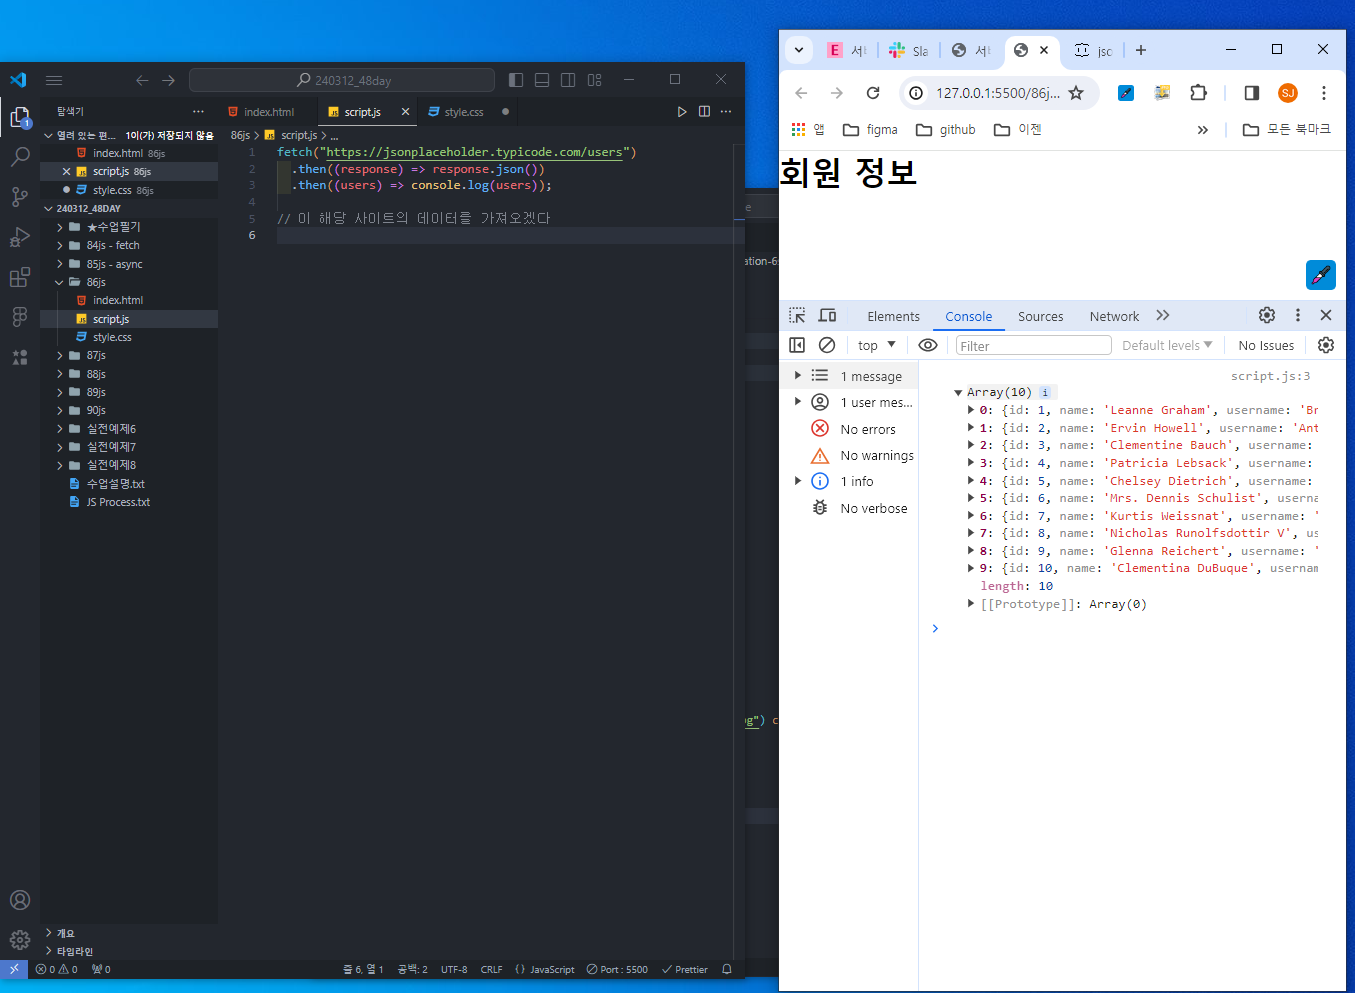 240312_48day
탐색기
index.html
script.js
style.css
열려 있는 편... 1이(가) 저장되지 않음
index.html 86js
script.js 86js
style.css 86js
240312_48DAY
★수업필기
84js - fetch
85js - async
86js
index.html
script.js
style.css
87js
88js
89js
90js
실전예제6
실전예제7
실전예제8
수업설명.txt
JS Process.txt
개요
타임라인
86js > script.js > ...
1 fetch("https://jsonplaceholder.typicode.com/users")
2 .then((response) => response.json())
3 .then((users) => console.log(users));
4
5 // 이 해당 사이트의 데이터를 가져오겠다
6
0 0 0
줄 6, 열 1 공백: 2 UTF-8 CRLF {} JavaScript Port : 5500 Prettier
ation-6
g") c
E 서 Sla 서 jsc
127.0.0.1:5500/86j...
SJ
앱 figma github 이젠 모든 북마크
회원 정보
Elements Console Sources Network
top Filter Default levels No Issues
1 message
1 user mes...
No errors
No warnings
1 info
No verbose
script.js:3
Array(10) i
0: {id: 1, name: 'Leanne Graham', username: 'Br
1: {id: 2, name: 'Ervin Howell', username: 'Ant
2: {id: 3, name: 'Clementine Bauch', username:
3: {id: 4, name: 'Patricia Lebsack', username:
4: {id: 5, name: 'Chelsey Dietrich', username:
5: {id: 6, name: 'Mrs. Dennis Schulist', userna
6: {id: 7, name: 'Kurtis Weissnat', username: '
7: {id: 8, name: 'Nicholas Runolfsdottir V', us
8: {id: 9, name: 'Glenna Reichert', username: '
9: {id: 10, name: 'Clementina DuBuque', usernam
length: 10
[[Prototype]]: Array(0)